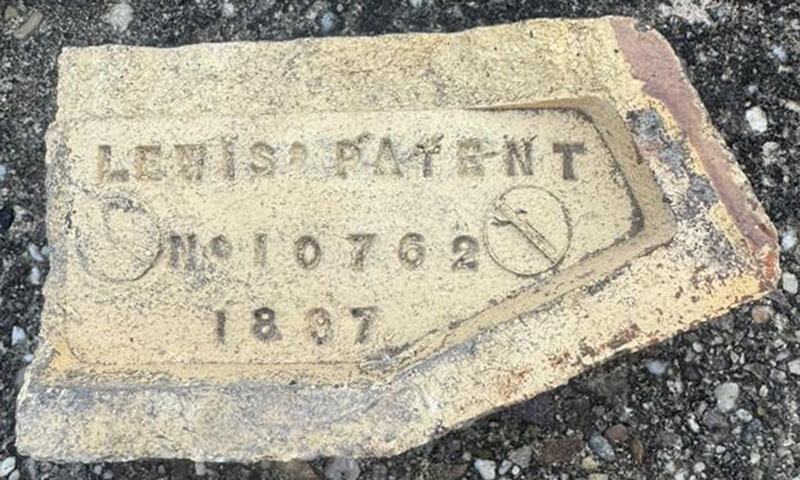 LEWIS' PATENT
No 10762
1897